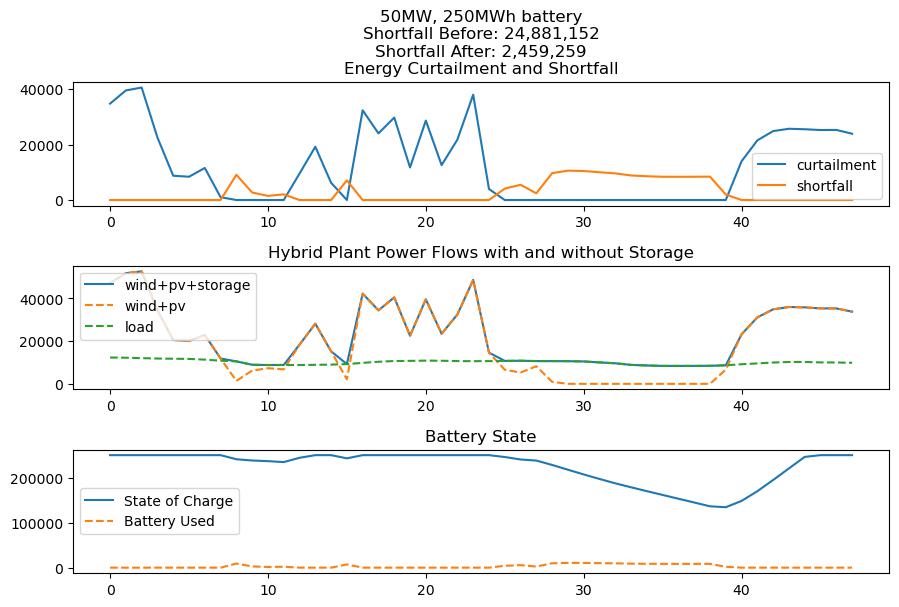 50MW, 250MWh battery
Shortfall Before: 24,881,152
Shortfall After: 2,459,259
Energy Curtailment and Shortfall
40000
20000
0
curtailment
shortfall
0 10 20 30 40
Hybrid Plant Power Flows with and without Storage
40000
20000
0
wind+pv+storage
wind+pv
load
0 10 20 30 40
Battery State
200000
100000
0
State of Charge
Battery Used
0 10 20 30 40